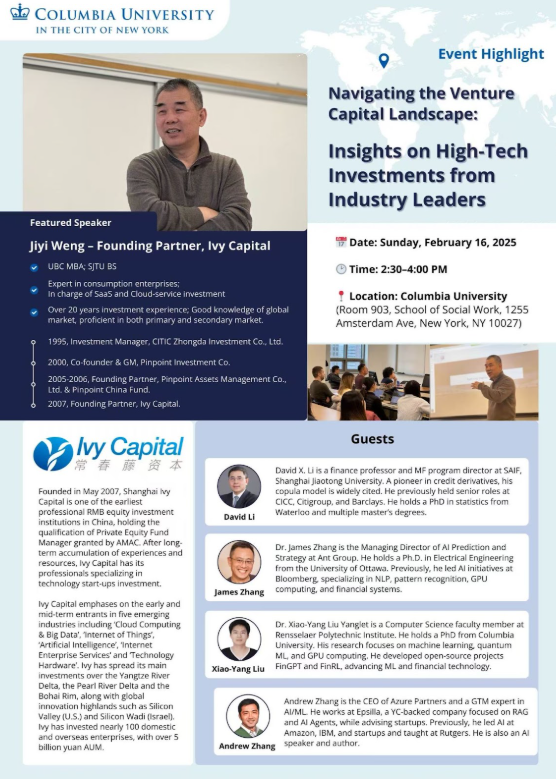 COLUMBIA UNIVERSITY
IN THE CITY OF NEW YORK
Event Highlight
Navigating the Venture
Capital Landscape:
Insights on High-Tech
Investments from
Industry Leaders
Featured Speaker
Jiyi Weng – Founding Partner, Ivy Capital
UBC MBA; SJTU BS
Expert in consumption enterprises;
In charge of SaaS and Cloud-service investment
Over 20 years investment experience; Good knowledge of global
market, proficient in both primary and secondary market.
1995, Investment Manager, CITIC Zhongda Investment Co., Ltd.
2000, Co-founder & GM, Pinpoint Investment Co.
2005-2006, Founding Partner, Pinpoint Assets Management Co.,
Ltd. & Pinpoint China Fund.
2007, Founding Partner, Ivy Capital.
Date: Sunday, February 16, 2025
Time: 2:30–4:00 PM
Location: Columbia University
(Room 903, School of Social Work, 1255
Amsterdam Ave, New York, NY 10027)
Ivy Capital
常春藤资本
Founded in May 2007, Shanghai Ivy
Capital is one of the earliest
professional RMB equity investment
institutions in China, holding the
qualification of Private Equity Fund
Manager granted by AMAC. After long-
term accumulation of experiences and
resources, Ivy Capital has its
professionals specializing in
technology start-ups investment.
Ivy Capital emphases on the early and
mid-term entrants in five emerging
industries including 'Cloud Computing
& Big Data', 'Internet of Things',
'Artificial Intelligence', 'Internet
Enterprise Services' and 'Technology
Hardware'. Ivy has spread its main
investments over the Yangtze River
Delta, the Pearl River Delta and the
Bohai Rim, along with global
innovation highlands such as Silicon
Valley (U.S.) and Silicon Wadi (Israel).
Ivy has invested nearly 100 domestic
and overseas enterprises, with over 5
billion yuan AUM.
Guests
David Li
David X. Li is a finance professor and MF program director at SAIF,
Shanghai Jiaotong University. A pioneer in credit derivatives, his
copula model is widely cited. He previously held senior roles at
CICC, Citigroup, and Barclays. He holds a PhD in statistics from
Waterloo and multiple master's degrees.
James Zhang
Dr. James Zhang is the Managing Director of AI Prediction and
Strategy at Ant Group. He holds a Ph.D. in Electrical Engineering
from the University of Ottawa. Previously, he led AI initiatives at
Bloomberg, specializing in NLP, pattern recognition, GPU
computing, and financial systems.
Xiao-Yang Liu
Dr. Xiao-Yang Liu Yanglet is a Computer Science faculty member at
Rensselaer Polytechnic Institute. He holds a PhD from Columbia
University. His research focuses on machine learning, quantum
ML, and GPU computing. He developed open-source projects
FinGPT and FinRL, advancing ML and financial technology.
Andrew Zhang
Andrew Zhang is the CEO of Azure Partners and a GTM expert in
AI/ML. He works at Epsilla, a YC-backed company focused on RAG
and AI Agents, while advising startups. Previously, he led AI at
Amazon, IBM, and startups and taught at Rutgers. He is also an AI
speaker and author.